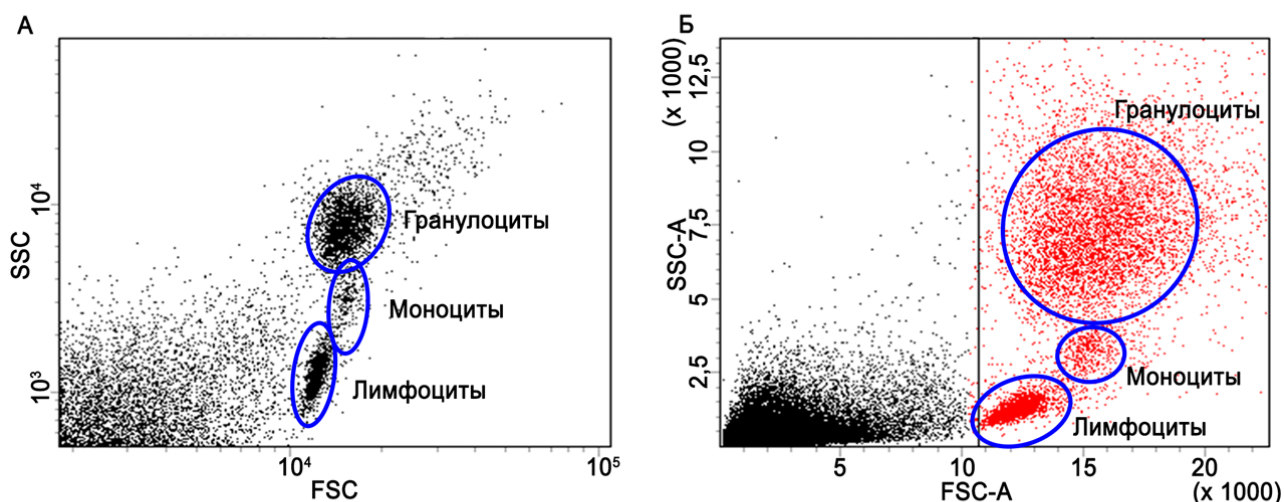 А
SSC
10⁴
10³
Гранулоциты
Моноциты
Лимфоциты
10⁴
10⁵
FSC
Б
(x 1000)
SSC-A
12,5
10
7,5
5
2,5
Гранулоциты
Моноциты
Лимфоциты
5
10
15
20
FSC-A
(x 1000)